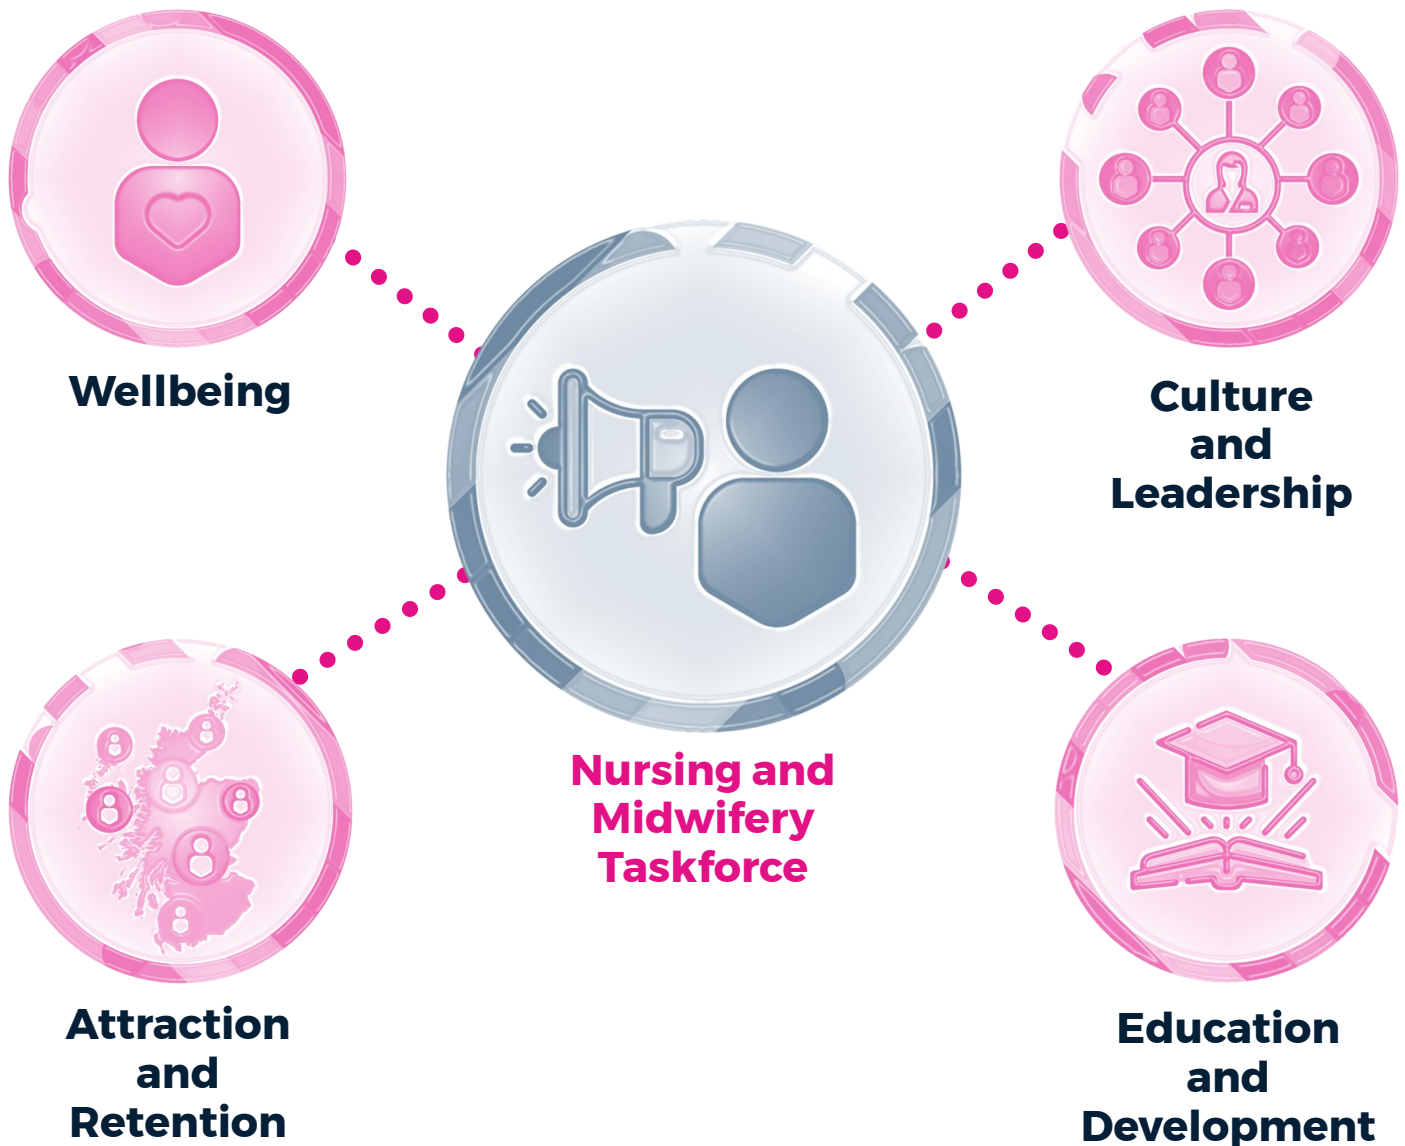 Wellbeing
Culture
and
Leadership
Nursing and
Midwifery
Taskforce
Attraction
and
Retention
Education
and
Development